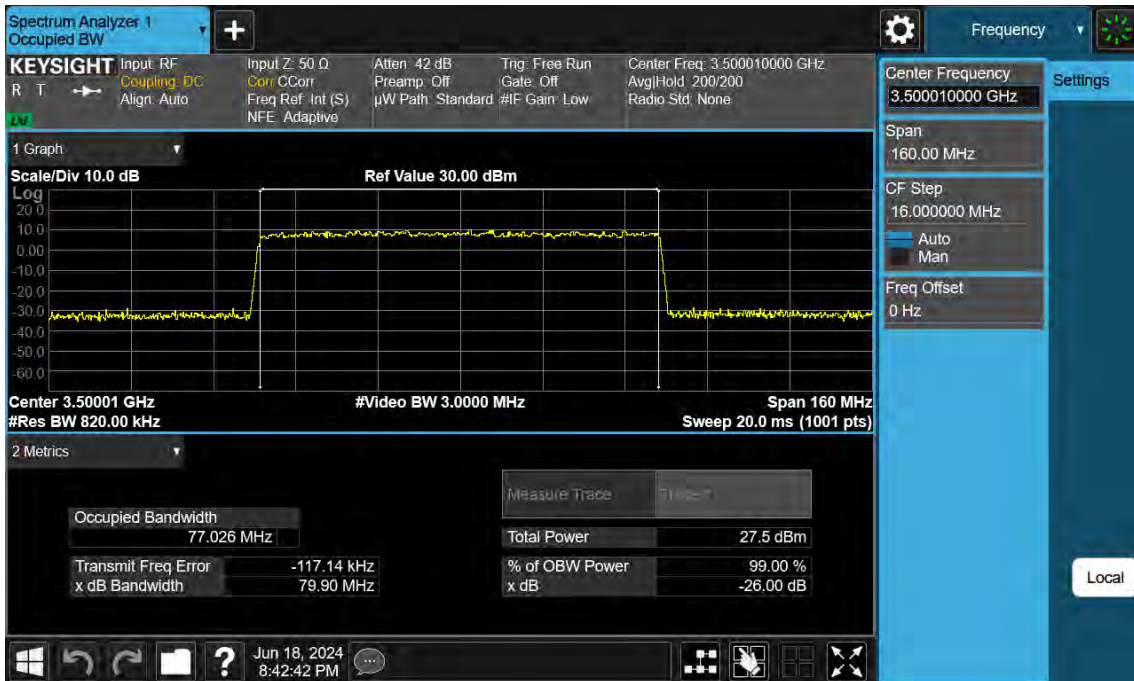 Spectrum Analyzer 1
Occupied BW
Frequency
KEYSIGHT
R T
Input: RF
Coupling: DC
Align: Auto
Input Z: 50 Ω
Corr CCorr
Freq Ref: Int (S)
NFE: Adaptive
Atten: 42 dB
Preamp: Off
µW Path: Standard
Trig: Free Run
Gate: Off
#IF Gain: Low
Center Freq: 3.500010000 GHz
Avg|Hold: 200/200
Radio Std: None
Center Frequency
3.500010000 GHz
Settings
Span
160.00 MHz
CF Step
16.000000 MHz
Auto
Man
Freq Offset
0 Hz
Local
1 Graph
Scale/Div 10.0 dB
Ref Value 30.00 dBm
Log
20.0
10.0
0.00
-10.0
-20.0
-30.0
-40.0
-50.0
-60.0
Center 3.50001 GHz
#Video BW 3.0000 MHz
Span 160 MHz
#Res BW 820.00 kHz
Sweep 20.0 ms (1001 pts)
2 Metrics
Measure Trace
Occupied Bandwidth
77.026 MHz
Total Power 27.5 dBm
Transmit Freq Error -117.14 kHz
% of OBW Power 99.00 %
x dB Bandwidth 79.90 MHz
x dB -26.00 dB
Jun 18, 2024
8:42:42 PM